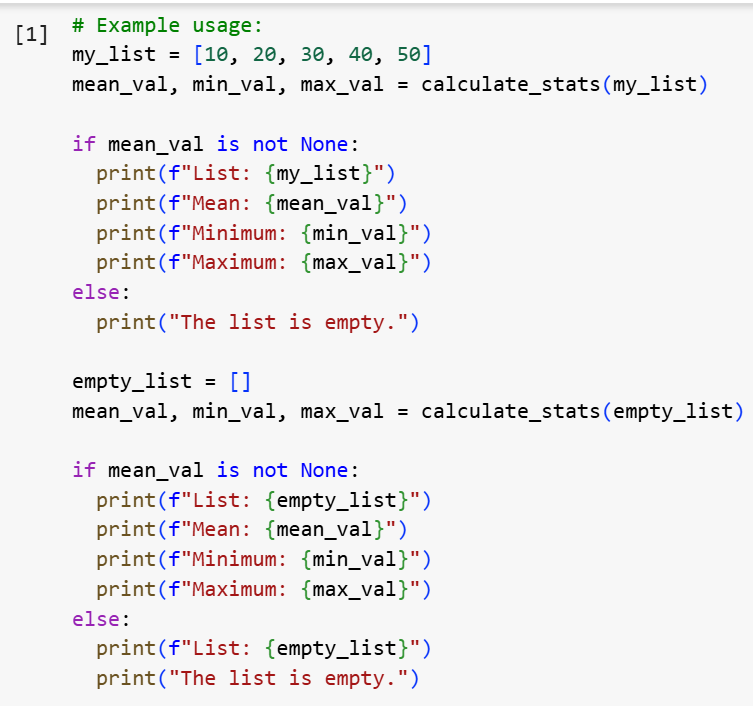 [1]
# Example usage:
my_list = [10, 20, 30, 40, 50]
mean_val, min_val, max_val = calculate_stats(my_list)

if mean_val is not None:
  print(f"List: {my_list}")
  print(f"Mean: {mean_val}")
  print(f"Minimum: {min_val}")
  print(f"Maximum: {max_val}")
else:
  print("The list is empty.")

empty_list = []
mean_val, min_val, max_val = calculate_stats(empty_list)

if mean_val is not None:
  print(f"List: {empty_list}")
  print(f"Mean: {mean_val}")
  print(f"Minimum: {min_val}")
  print(f"Maximum: {max_val}")
else:
  print(f"List: {empty_list}")
  print("The list is empty.")